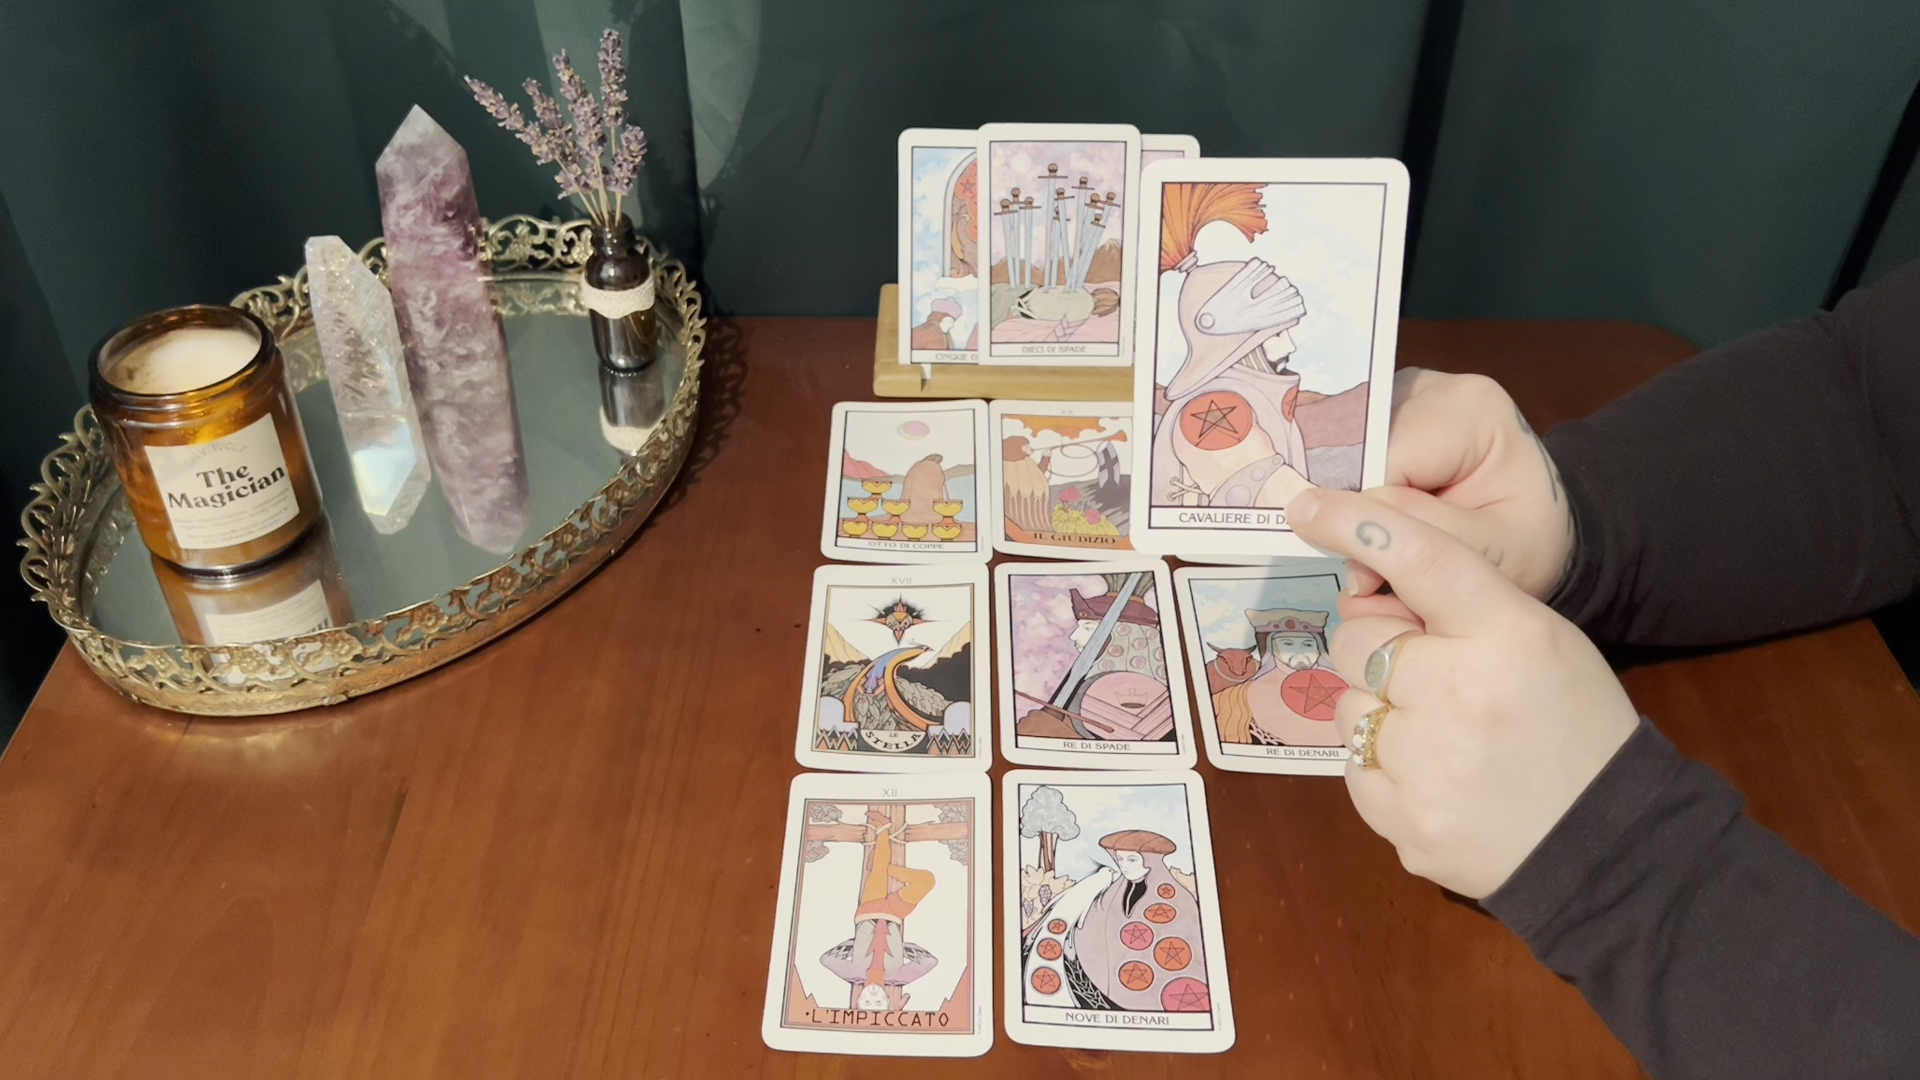 The
Magician
CINQUE D
DIECI DI SPADE
CAVALIERE DI D
OTTO DI COPPE
XX
IL GIUDIZIO
XVII
LE
STELLA
RE DI SPADE
RE DI DENARI
XII
•L'IMPICCATO
NOVE DI DENARI
G